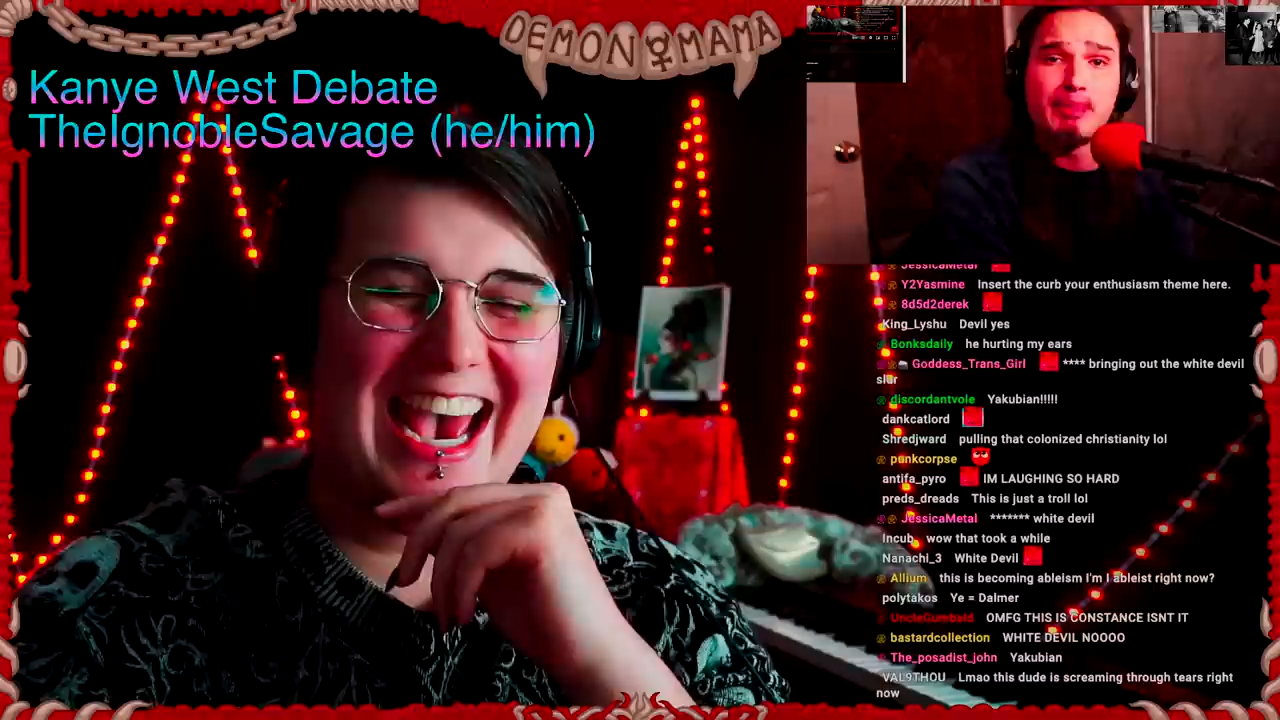 DEMON MAMA
Kanye West Debate
TheIgnobleSavage (he/him)
JessicaMetal
Y2Yasmine Insert the curb your enthusiasm theme here.
8d5d2derek
King_Lyshu Devil yes
Bonksdaily he hurting my ears
Goddess_Trans_Girl **** bringing out the white devil
slur
discordantvole Yakubian!!!!!
dankcatlord
Shredjward pulling that colonized christianity lol
punkcorpse
antifa_pyro IM LAUGHING SO HARD
preds_dreads This is just a troll lol
JessicaMetal ******* white devil
Incub_ wow that took a while
Nanachi_3 White Devil
Allium this is becoming ableism I'm I ableist right now?
polytakos Ye = Dalmer
UncleGumbald OMFG THIS IS CONSTANCE ISNT IT
bastardcollection WHITE DEVIL NOOOO
The_posadist_john Yakubian
VAL9THOU Lmao this dude is screaming through tears right
now